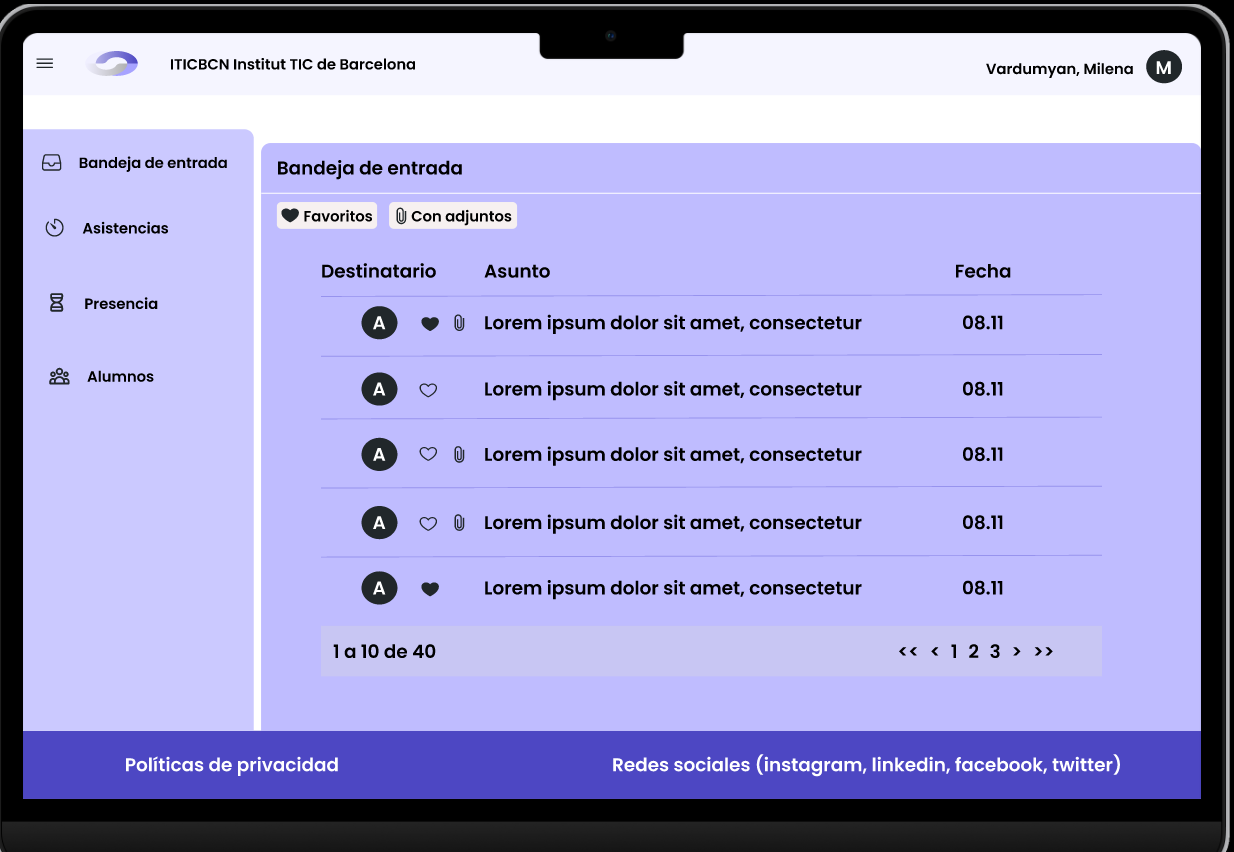 ITICBCN Institut TIC de Barcelona
Vardumyan, Milena M
Bandeja de entrada
Asistencias
Presencia
Alumnos
Bandeja de entrada
Favoritos Con adjuntos
Destinatario Asunto Fecha
A Lorem ipsum dolor sit amet, consectetur 08.11
A Lorem ipsum dolor sit amet, consectetur 08.11
A Lorem ipsum dolor sit amet, consectetur 08.11
A Lorem ipsum dolor sit amet, consectetur 08.11
A Lorem ipsum dolor sit amet, consectetur 08.11
1 a 10 de 40 << < 1 2 3 > >>
Políticas de privacidad Redes sociales (instagram, linkedin, facebook, twitter)